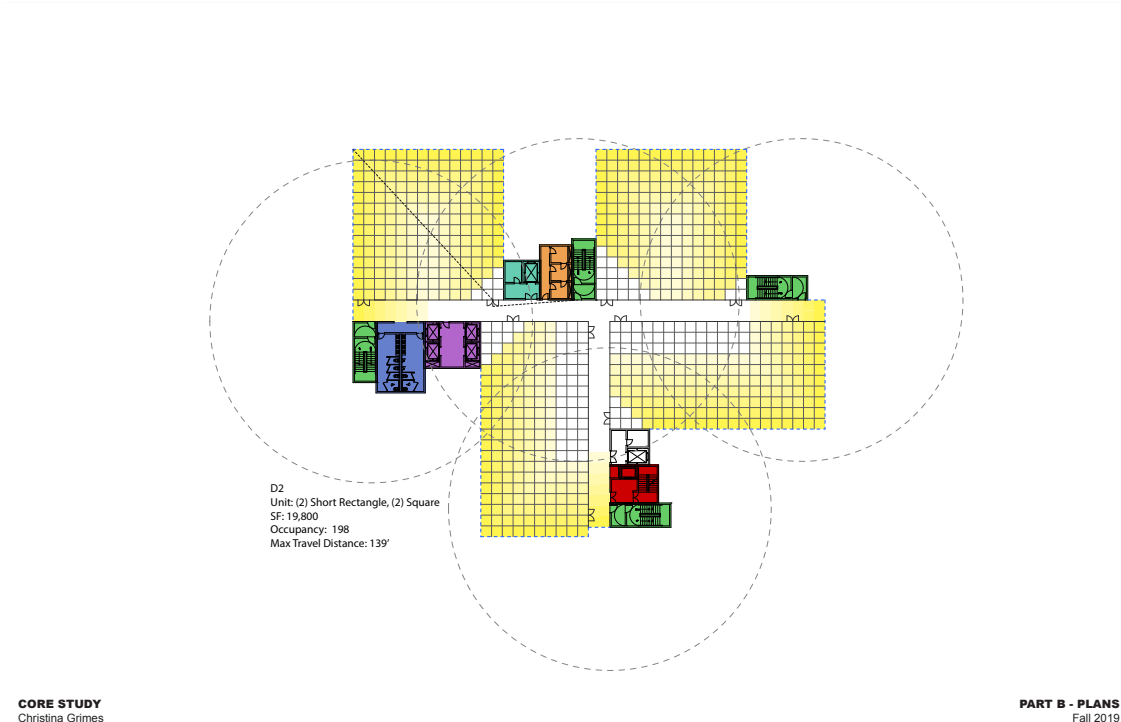 D2
Unit: (2) Short Rectangle, (2) Square
SF: 19,800
Occupancy:  198
Max Travel Distance: 139'
CORE STUDY
Christina Grimes
PART B - PLANS
Fall 2019